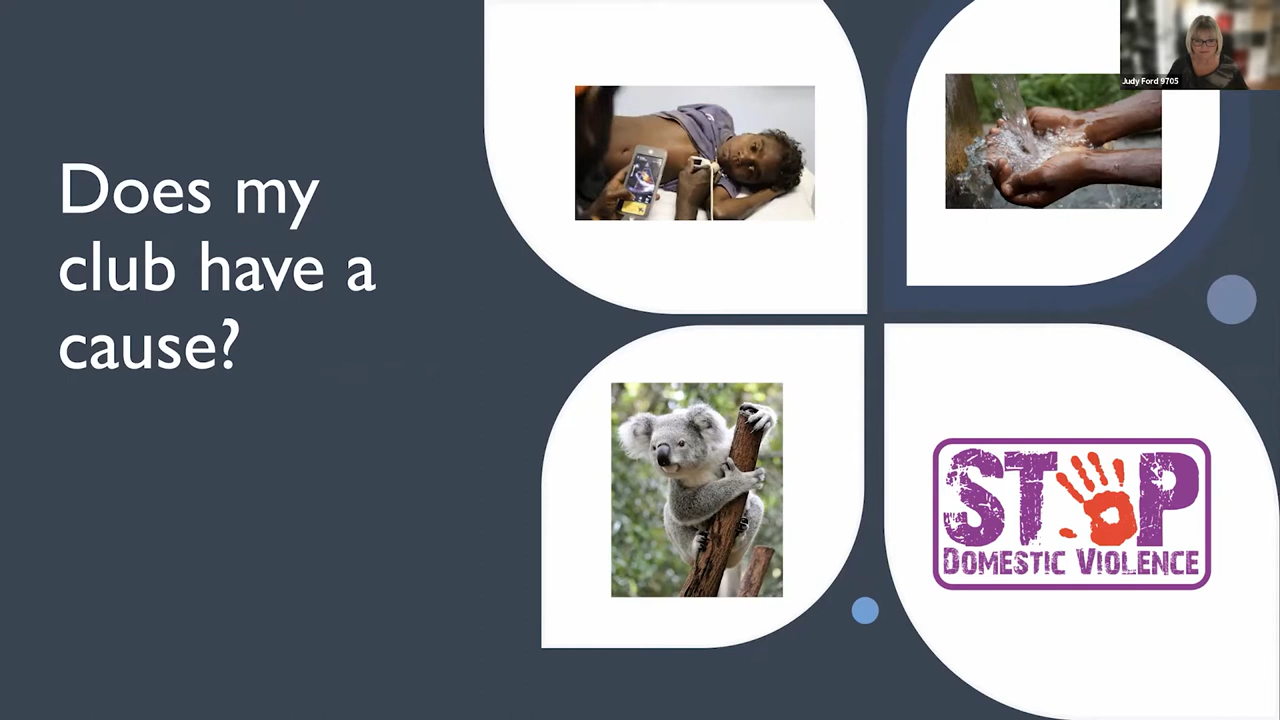 Does my
club have a
cause?
Judy Ford 9705
STOP
DOMESTIC VIOLENCE